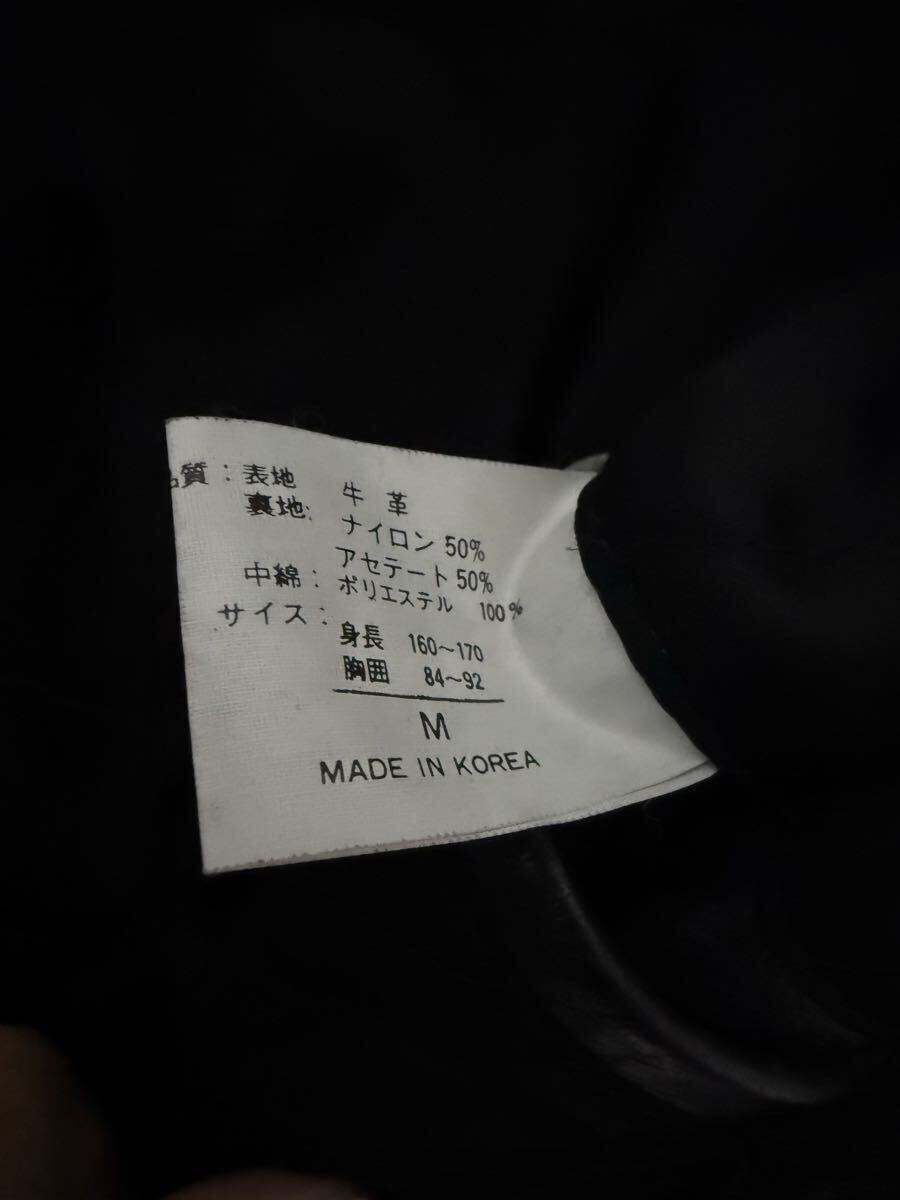 品質：表地 牛革
裏地：ナイロン 50%
アセテート 50%
中綿：ポリエステル 100%
サイズ：
身長 160～170
胸囲 84～92
M
MADE IN KOREA